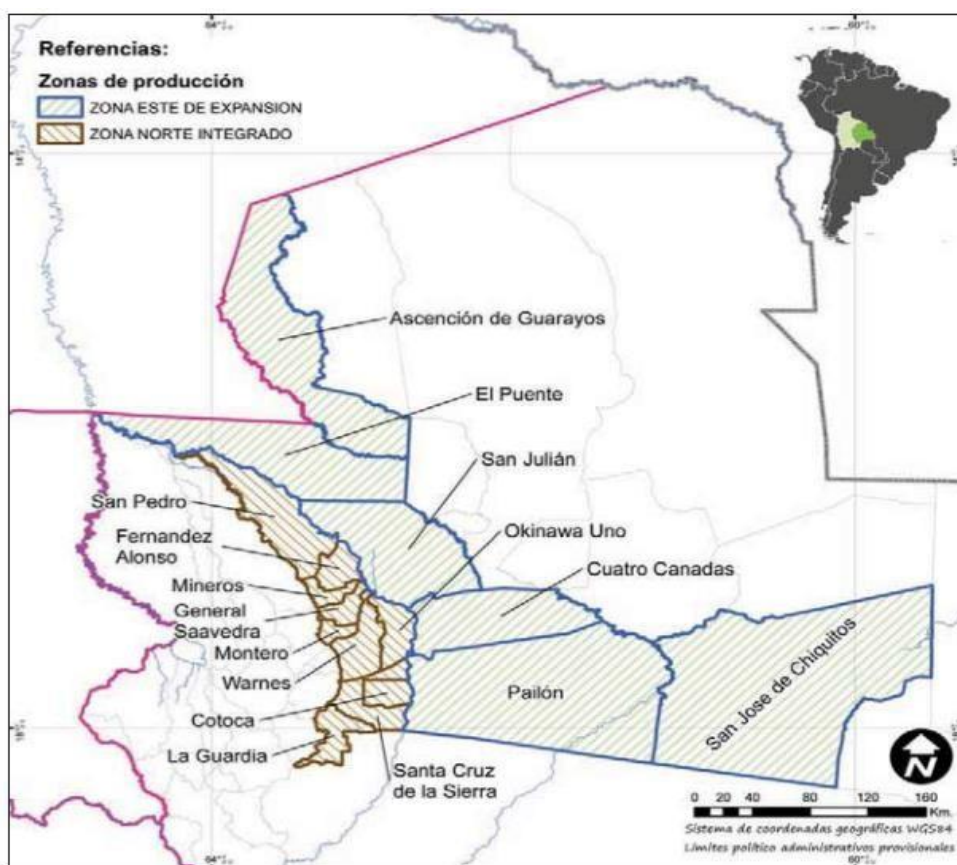 Referencias:
Zonas de producción
ZONA ESTE DE EXPANSION
ZONA NORTE INTEGRADO
Ascención de Guarayos
El Puente
San Julián
San Pedro
Okinawa Uno
Fernandez
Alonso
Cuatro Canadas
Mineros
General
Saavedra
Montero
Warnes
Pailón
San Jose de Chiquitos
Cotoca
La Guardia
Santa Cruz
de la Sierra
N
0 20 40 80 120 160
Km.
Sistema de coordenadas geográficas WGS84
Límites político administrativos provisionales